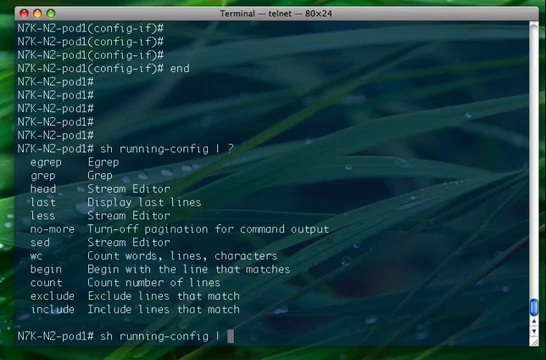 Terminal — telnet — 80×24
N7K-N2-pod1(config-if)#
N7K-N2-pod1(config-if)#
N7K-N2-pod1(config-if)#
N7K-N2-pod1(config-if)# end
N7K-N2-pod1#
N7K-N2-pod1#
N7K-N2-pod1#
N7K-N2-pod1#
N7K-N2-pod1#
N7K-N2-pod1# sh running-config | ?
egrep Egrep
grep Grep
head Stream Editor
last Display last lines
less Stream Editor
no-more Turn-off pagination for command output
sed Stream Editor
wc Count words, lines, characters
begin Begin with the line that matches
count Count number of lines
exclude Exclude lines that match
include Include lines that match
N7K-N2-pod1# sh running-config |